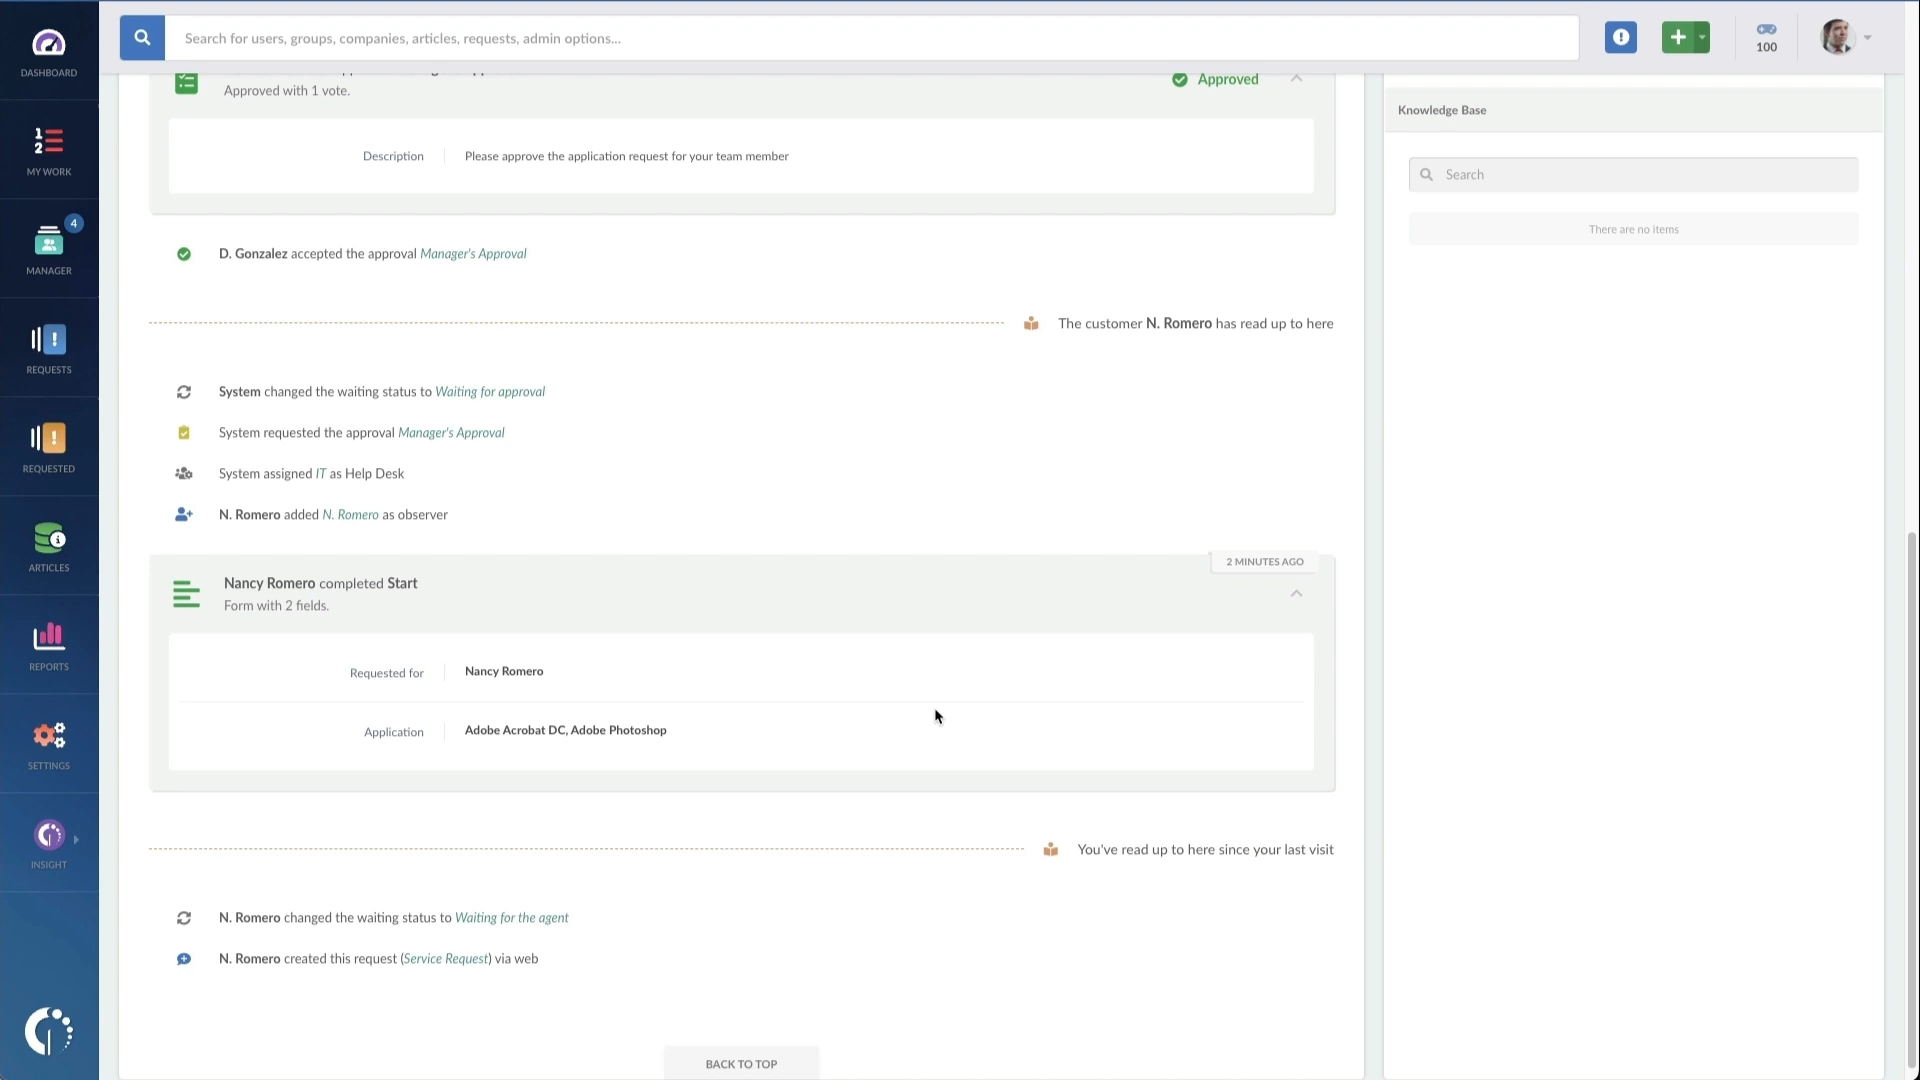 DASHBOARD
Search for users, groups, companies, articles, requests, admin options...
100
Approved with 1 vote.
Approved
Knowledge Base
MY WORK
Description
Please approve the application request for your team member
Search
There are no items
4
MANAGER
D. Gonzalez accepted the approval Manager's Approval
REQUESTS
The customer N. Romero has read up to here
System changed the waiting status to Waiting for approval
System requested the approval Manager's Approval
REQUESTED
System assigned IT as Help Desk
N. Romero added N. Romero as observer
ARTICLES
2 MINUTES AGO
Nancy Romero completed Start
Form with 2 fields.
REPORTS
Requested for
Nancy Romero
Application
Adobe Acrobat DC, Adobe Photoshop
SETTINGS
INSIGHT
You've read up to here since your last visit
N. Romero changed the waiting status to Waiting for the agent
N. Romero created this request (Service Request) via web
BACK TO TOP